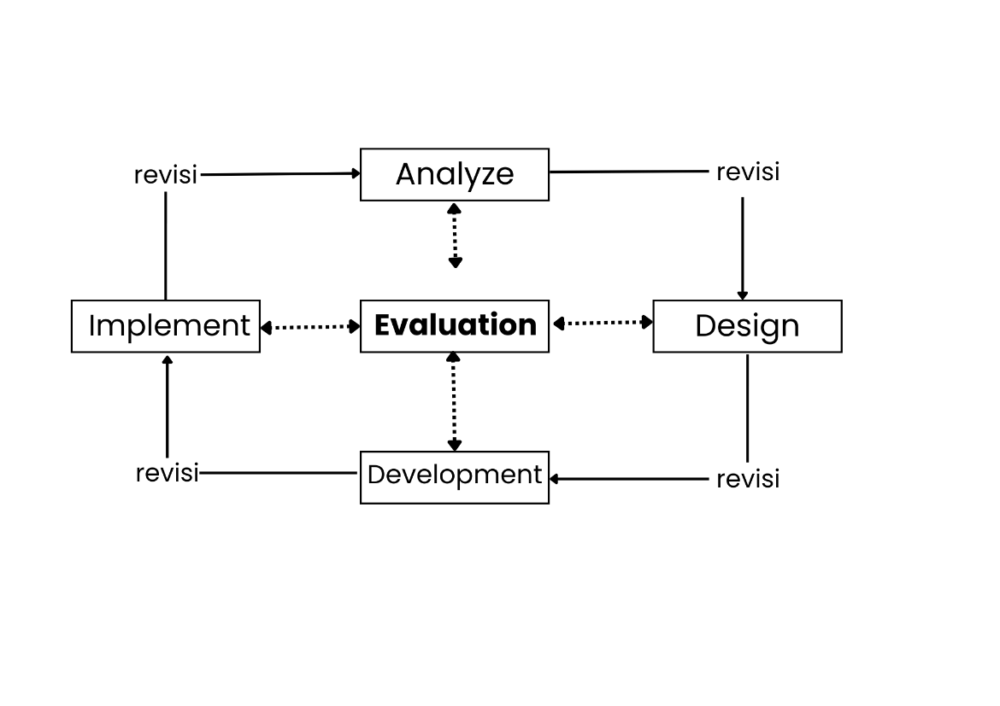 revisi
Analyze
revisi
Implement
Evaluation
Design
revisi
Development
revisi